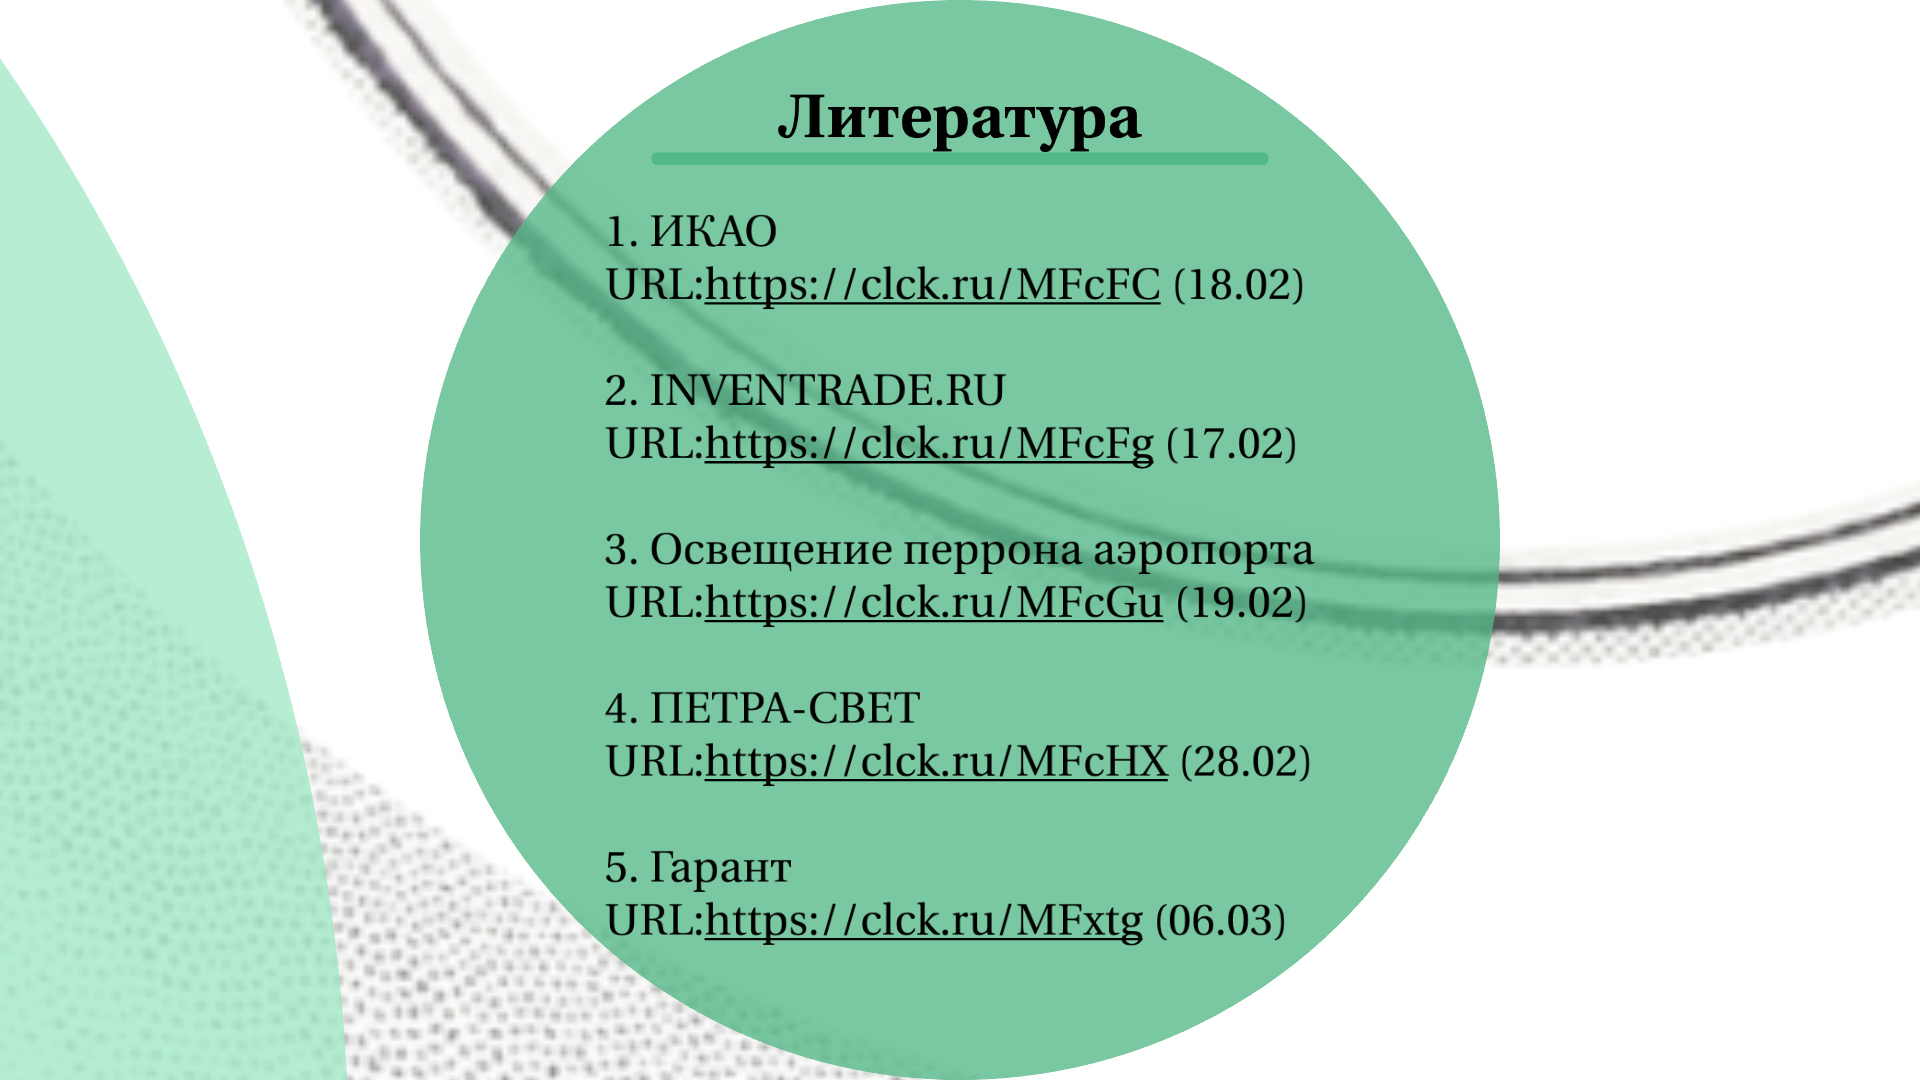 Литература
1. ИКАО
URL:https://clck.ru/MFcFC (18.02)
2. INVENTRADE.RU
URL:https://clck.ru/MFcFg (17.02)
3. Освещение перрона аэропорта
URL:https://clck.ru/MFcGu (19.02)
4. ПЕТРА-СВЕТ
URL:https://clck.ru/MFcHX (28.02)
5. Гарант
URL:https://clck.ru/MFxtg (06.03)